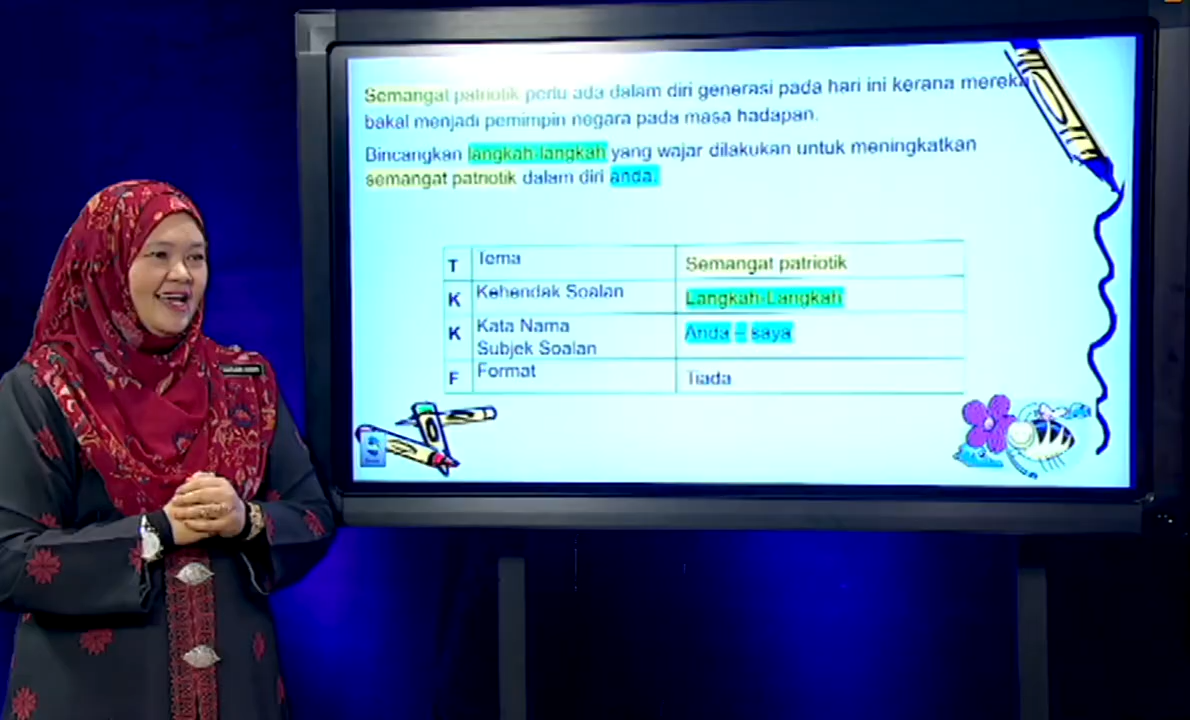 Semangat patriotik perlu ada dalam diri generasi pada hari ini kerana mereka
bakal menjadi pemimpin negara pada masa hadapan.
Bincangkan langkah-langkah yang wajar dilakukan untuk meningkatkan
semangat patriotik dalam diri anda.
T Tema Semangat patriotik
K Kehendak Soalan Langkah-Langkah
K Kata Nama Anda – saya
Subjek Soalan
F Format Tiada